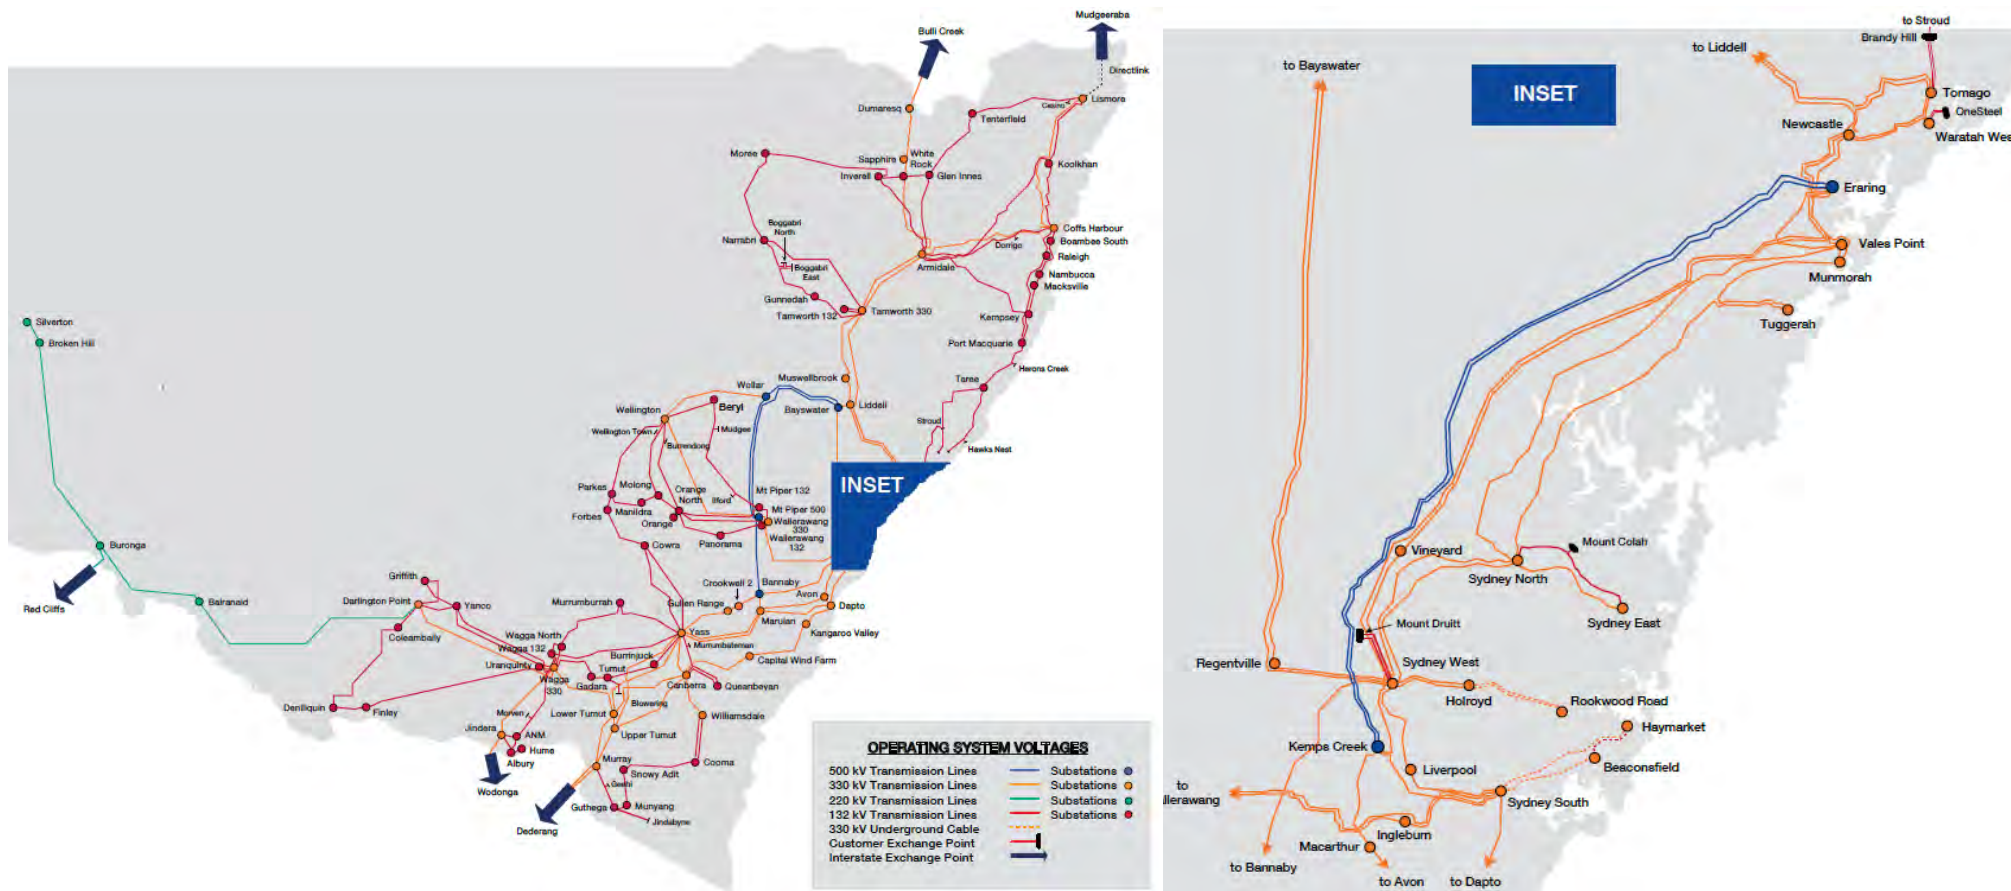 Mudgeeraba
Bulli Creek
Directlink
Dumaresq
Casino
Lismore
Tenterfield
Moree
Sapphire
White
Rock
Koolkhan
Inverell
Glen Innes
Boggabri
North
Narrabri
Coffs Harbour
Dorrigo
Boambee South
Armidale
Raleigh
Boggabri
East
Nambucca
Macksville
Gunnedah
Tamworth 132
Tamworth 330
Kempsey
Silverton
Broken Hill
Port Macquarie
Herons Creek
Muswellbrook
Taree
Wollar
Beryl
Bayswater
Liddell
Wellington
Stroud
Wellington Town
Mudgee
Burrendong
Hawks Nest
INSET
Molong
Parkes
Orange
North
Ilford
Mt Piper 132
Mt Piper 500
Forbes
Manildra
Orange
Wallerawang
330
Panorama
Wallerawang
132
Cowra
Buronga
Griffith
Crookwell 2
Bannaby
Red Cliffs
Balranald
Darlington Point
Yanco
Murrumburrah
Gullen Range
Avon
Dapto
Marulan
Coleambally
Wagga North
Yass
Kangaroo Valley
Wagga 132
Murrumbateman
Uranquinty
Burrinjuck
Tumut
Capital Wind Farm
Wagga
330
Gadara
Canberra
Queanbeyan
Deniliquin
Finley
Blowering
Morven
Lower Tumut
Williamsdale
Jindera
ANM
Upper Tumut
Hume
Albury
Murray
Cooma
Snowy Adit
Geehi
Wodonga
Guthega
Munyang
Jindabyne
Dederang
OPERATING SYSTEM VOLTAGES
500 kV Transmission Lines Substations
330 kV Transmission Lines Substations
220 kV Transmission Lines Substations
132 kV Transmission Lines Substations
330 kV Underground Cable
Customer Exchange Point
Interstate Exchange Point
to Stroud
Brandy Hill
to Liddell
to Bayswater
INSET
Tomago
OneSteel
Newcastle
Waratah Wes
Eraring
Vales Point
Munmorah
Tuggerah
Mount Colah
Vineyard
Sydney North
Sydney East
Mount Druitt
Regentville
Sydney West
Holroyd
Rookwood Road
Haymarket
Kemps Creek
Beaconsfield
Liverpool
to
llerawang
Sydney South
Ingleburn
Macarthur
to Bannaby
to Avon
to Dapto